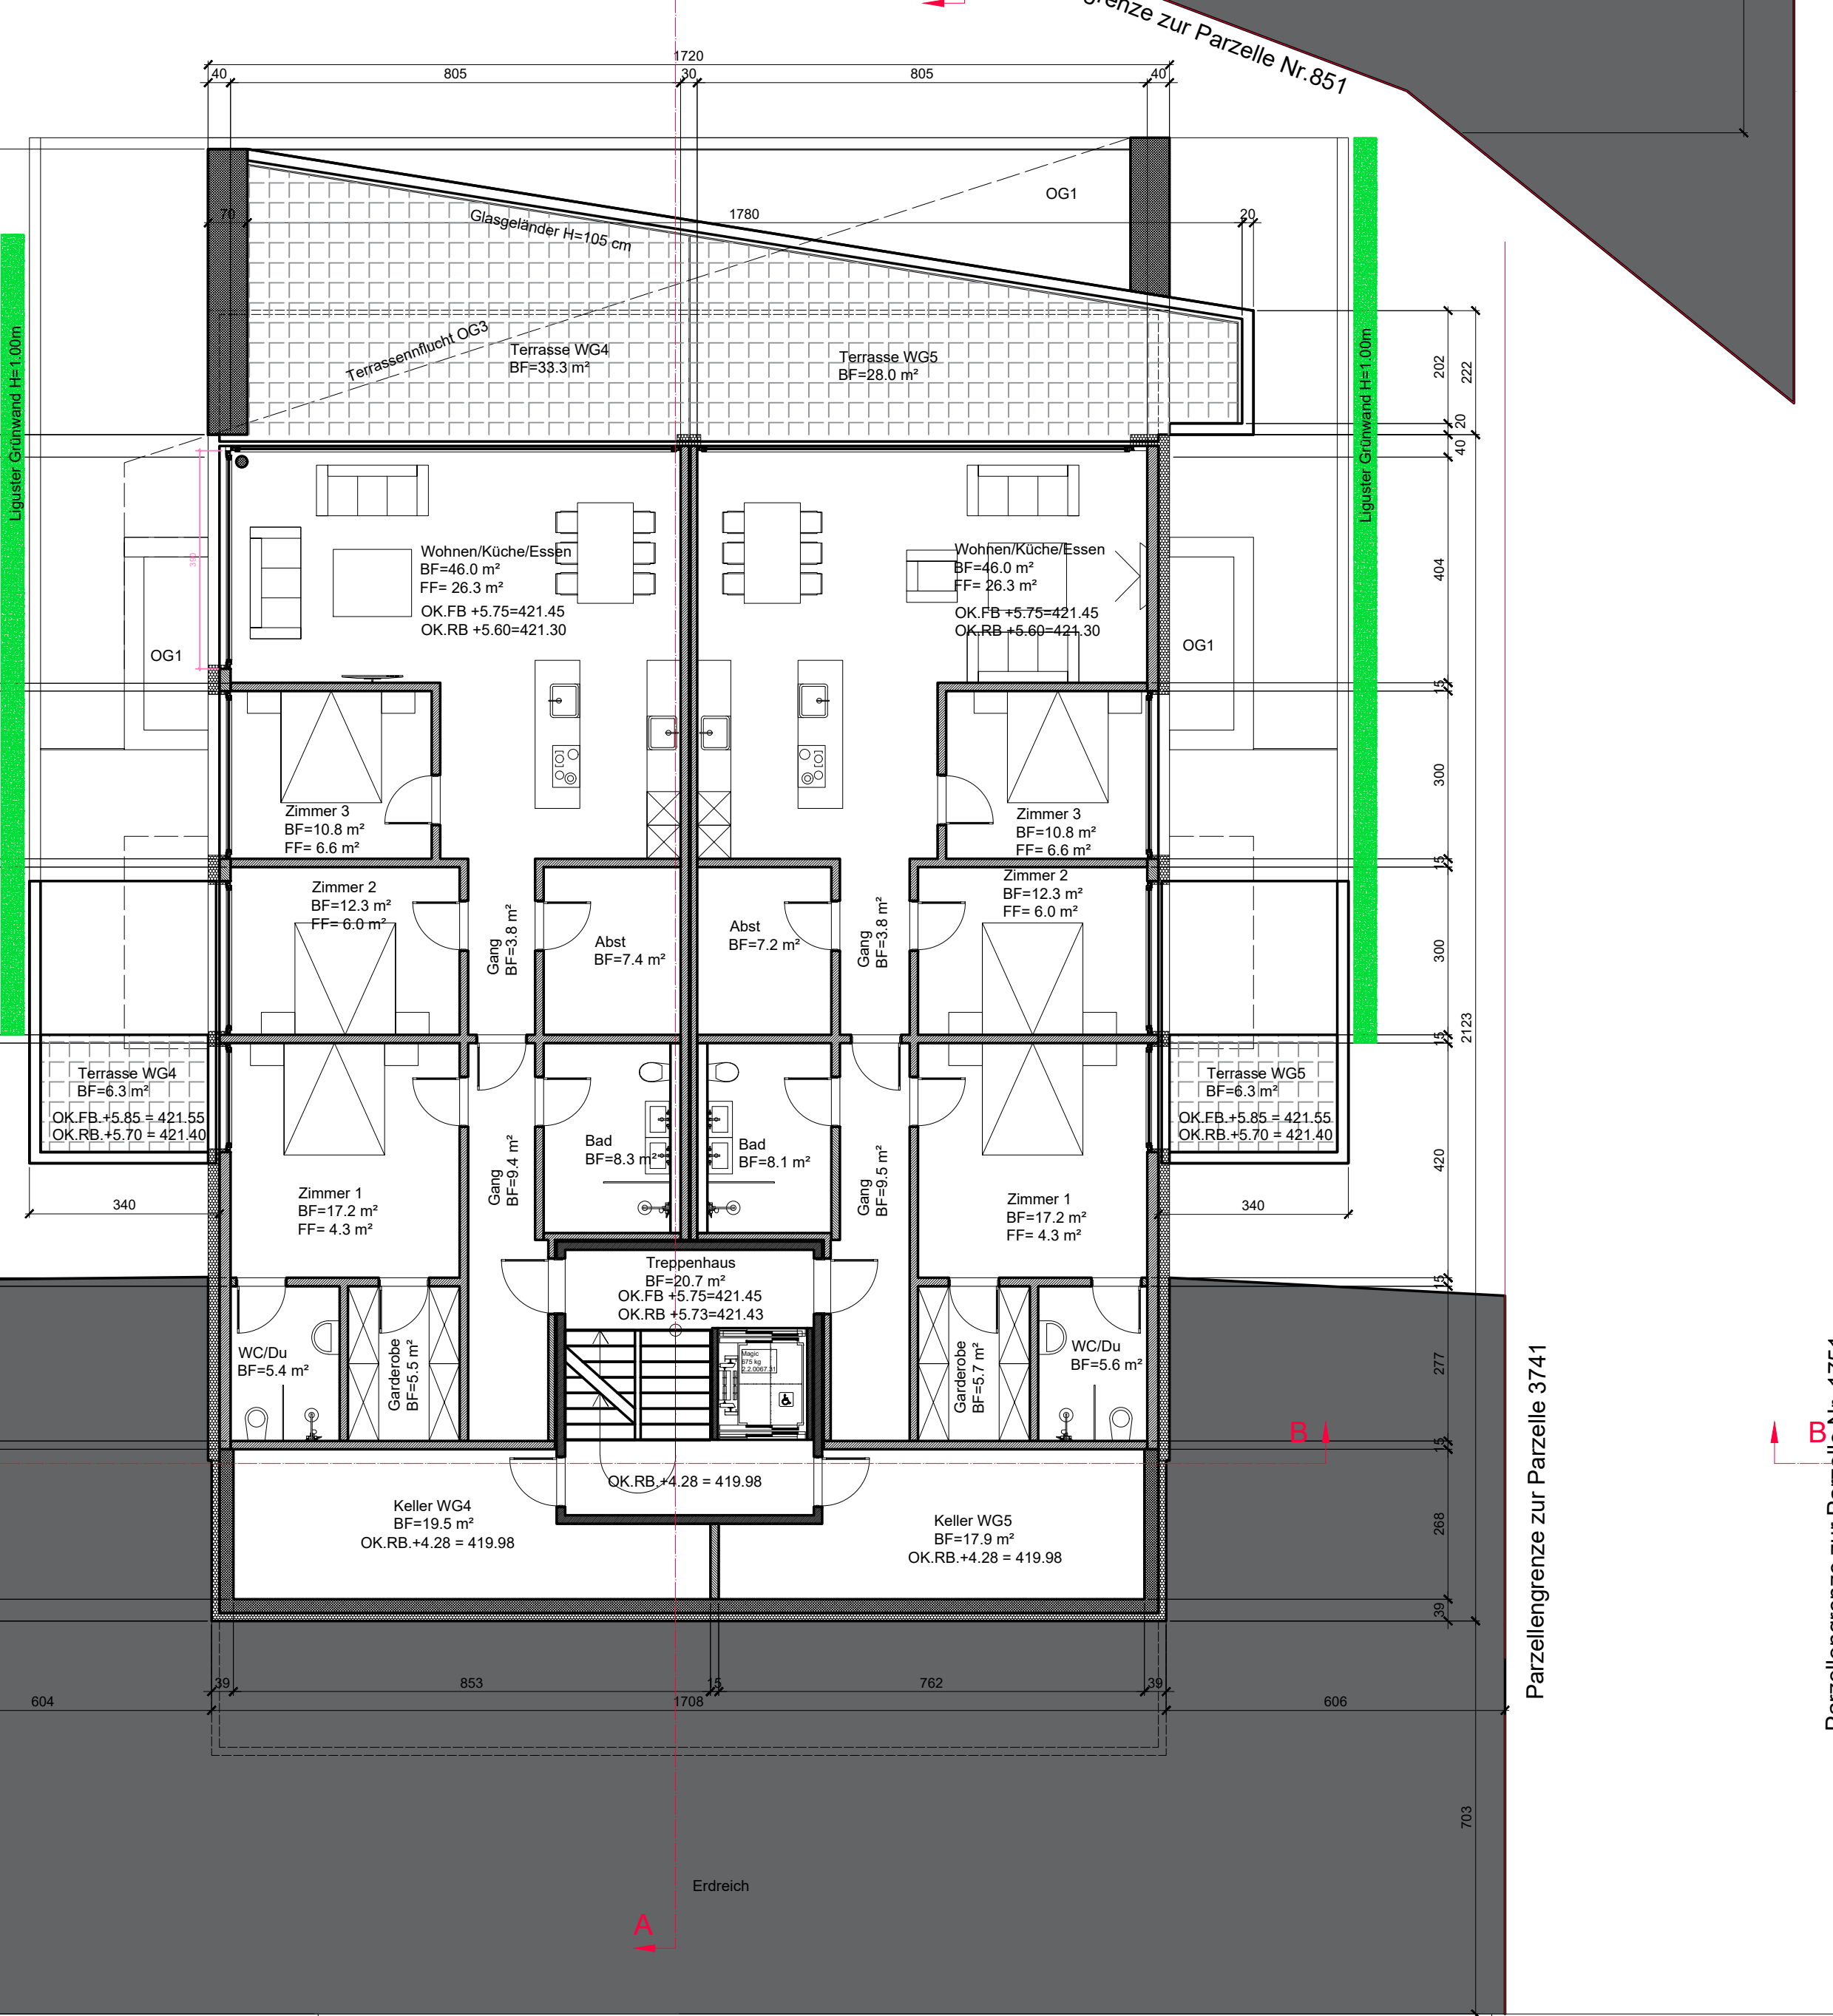 grenze zur Parzelle Nr.851
1720
40
805
30
805
40
OG1
70
Glasgeländer H=105 cm
1780
20
Terrassennflucht OG3
Terrasse WG4
BF=33.3 m²
Terrasse WG5
BF=28.0 m²
Liguster Grünwand H=1.00m
Liguster Grünwand H=1.00m
202
222
20
40
390
Wohnen/Küche/Essen
BF=46.0 m²
FF= 26.3 m²
OK.FB +5.75=421.45
OK.RB +5.60=421.30
Wohnen/Küche/Essen
BF=46.0 m²
FF= 26.3 m²
OK.FB +5.75=421.45
OK.RB +5.60=421.30
404
OG1
OG1
15
Zimmer 3
BF=10.8 m²
FF= 6.6 m²
Zimmer 3
BF=10.8 m²
FF= 6.6 m²
300
15
Zimmer 2
BF=12.3 m²
FF= 6.0 m²
Gang
BF=3.8 m²
Abst
BF=7.4 m²
Abst
BF=7.2 m²
Gang
BF=3.8 m²
Zimmer 2
BF=12.3 m²
FF= 6.0 m²
300
2123
15
Terrasse WG4
BF=6.3 m²
OK.FB.+5.85 = 421.55
OK.RB.+5.70 = 421.40
Terrasse WG5
BF=6.3 m²
OK.FB.+5.85 = 421.55
OK.RB.+5.70 = 421.40
Zimmer 1
BF=17.2 m²
FF= 4.3 m²
Gang
BF=9.4 m²
Bad
BF=8.3 m²
Bad
BF=8.1 m²
Gang
BF=9.5 m²
Zimmer 1
BF=17.2 m²
FF= 4.3 m²
420
340
340
Treppenhaus
BF=20.7 m²
OK.FB +5.75=421.45
OK.RB +5.73=421.43
15
WC/Du
BF=5.4 m²
Garderobe
BF=5.5 m²
Magic
675 kg
Garderobe
BF=5.7 m²
WC/Du
BF=5.6 m²
277
Parzellengrenze zur Parzelle 3741
B
B
15
OK.RB.+4.28 = 419.98
Keller WG4
BF=19.5 m²
OK.RB.+4.28 = 419.98
Keller WG5
BF=17.9 m²
OK.RB.+4.28 = 419.98
268
39
39
853
15
762
39
604
1708
606
703
Erdreich
A